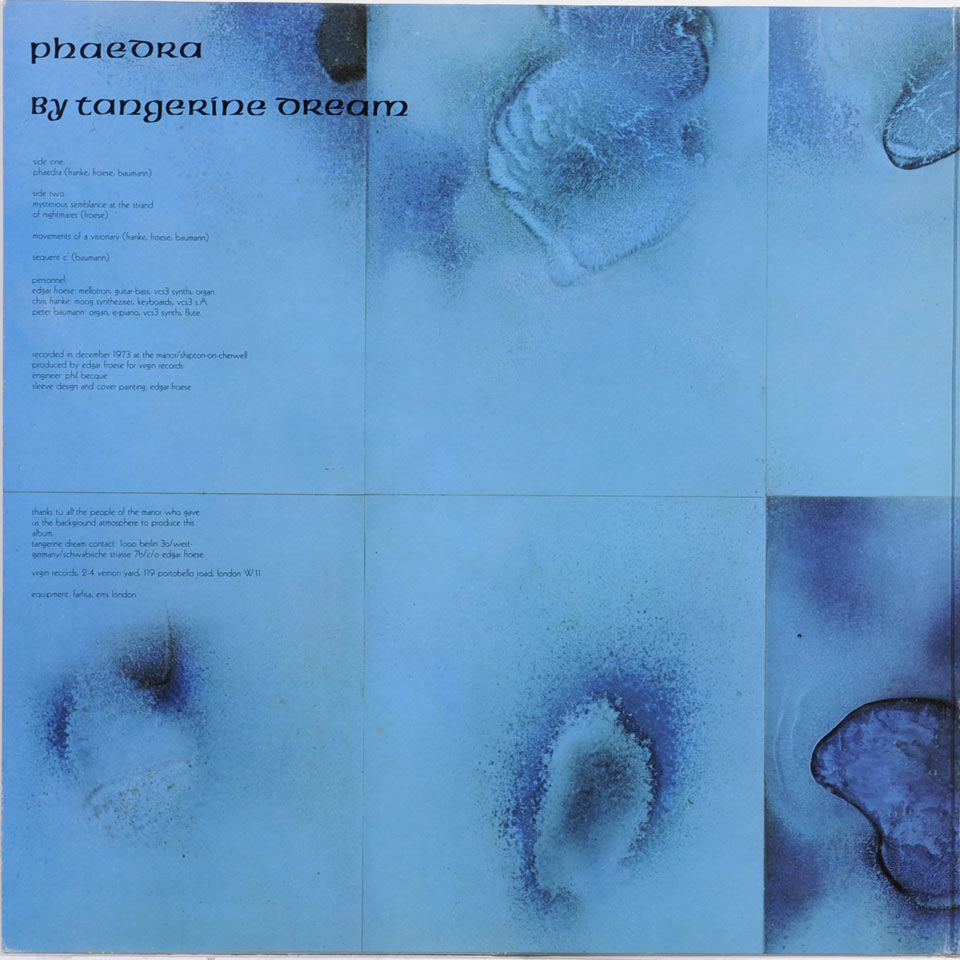 phaedra
By tangerine dream
side one:
phaedra (franke, froese, baumann)
side two:
mysterious semblance at the strand
of nightmares (froese)
movements of a visionary (franke, froese, baumann)
sequent c' (baumann)
personnel:
edgar froese: mellotron, guitar-bass, vcs3 synthi, organ
chris franke: moog syntheziser, keyboards, vcs3 s.A
peter baumann: organ, e-piano, vcs3 synthi, flute.
recorded in december 1973 at the manor/shipton-on-cherwell
produced by edgar froese for virgin records
engineer: phil becque
sleeve design and cover painting: edgar froese
thanks to all the people of the manor who gave
us the background atmosphere to produce this
album.
tangerine dream contact: 1000 berlin 30/west-
germany/schwäbische strasse 7b/c/o edgar froese
virgin records, 2-4 vernon yard, 119 portobello road, london W.11
equipment: farfisa, emi london.